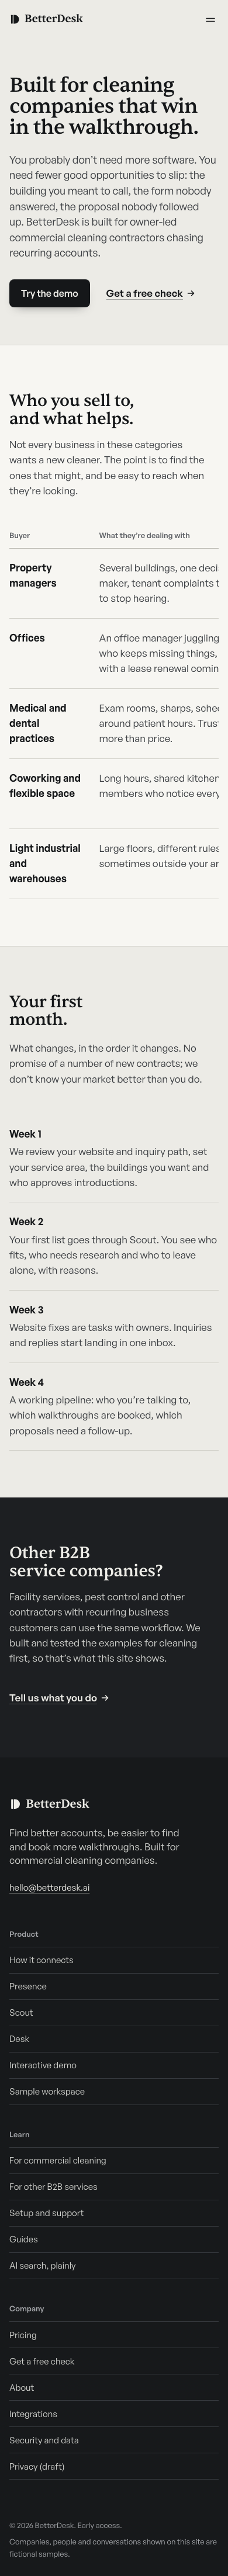 BetterDesk
Built for cleaning
companies that win
in the walkthrough.
You probably don’t need more software. You
need fewer good opportunities to slip: the
building you meant to call, the form nobody
answered, the proposal nobody followed
up. BetterDesk is built for owner-led
commercial cleaning contractors chasing
recurring accounts.
Try the demo
Get a free check →
Who you sell to,
and what helps.
Not every business in these categories
wants a new cleaner. The point is to find the
ones that might, and be easy to reach when
they’re looking.
Buyer
What they’re dealing with
Property
managers
Several buildings, one deci
maker, tenant complaints t
to stop hearing.
Offices
An office manager juggling
who keeps missing things,
with a lease renewal comin
Medical and
dental
practices
Exam rooms, sharps, sche
around patient hours. Trus
more than price.
Coworking and
flexible space
Long hours, shared kitcher
members who notice every
Light industrial
and
warehouses
Large floors, different rules
sometimes outside your ar
Your first
month.
What changes, in the order it changes. No
promise of a number of new contracts; we
don’t know your market better than you do.
Week 1
We review your website and inquiry path, set
your service area, the buildings you want and
who approves introductions.
Week 2
Your first list goes through Scout. You see who
fits, who needs research and who to leave
alone, with reasons.
Week 3
Website fixes are tasks with owners. Inquiries
and replies start landing in one inbox.
Week 4
A working pipeline: who you’re talking to,
which walkthroughs are booked, which
proposals need a follow-up.
Other B2B
service companies?
Facility services, pest control and other
contractors with recurring business
customers can use the same workflow. We
built and tested the examples for cleaning
first, so that’s what this site shows.
Tell us what you do →
BetterDesk
Find better accounts, be easier to find
and book more walkthroughs. Built for
commercial cleaning companies.
hello@betterdesk.ai
Product
How it connects
Presence
Scout
Desk
Interactive demo
Sample workspace
Learn
For commercial cleaning
For other B2B services
Setup and support
Guides
AI search, plainly
Company
Pricing
Get a free check
About
Integrations
Security and data
Privacy (draft)
© 2026 BetterDesk. Early access.
Companies, people and conversations shown on this site are
fictional samples.